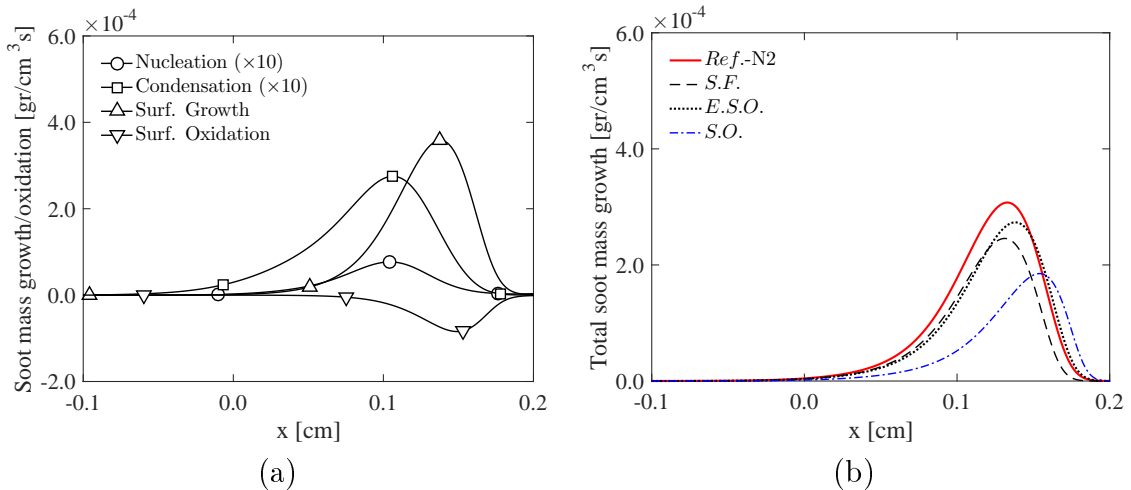 ×10⁻⁴
6.0
4.0
2.0
0.0
-2.0
-0.1
0.0
0.1
0.2
Soot mass growth/oxidation [gr/cm ³s]
x [cm]
Nucleation (×10)
Condensation (×10)
Surf. Growth
Surf. Oxidation
(a)
×10⁻⁴
6.0
4.0
2.0
0.0
-0.1
0.0
0.1
0.2
Total soot mass growth [gr/cm ³s]
x [cm]
Ref.-N2
S.F.
E.S.O.
S.O.
(b)